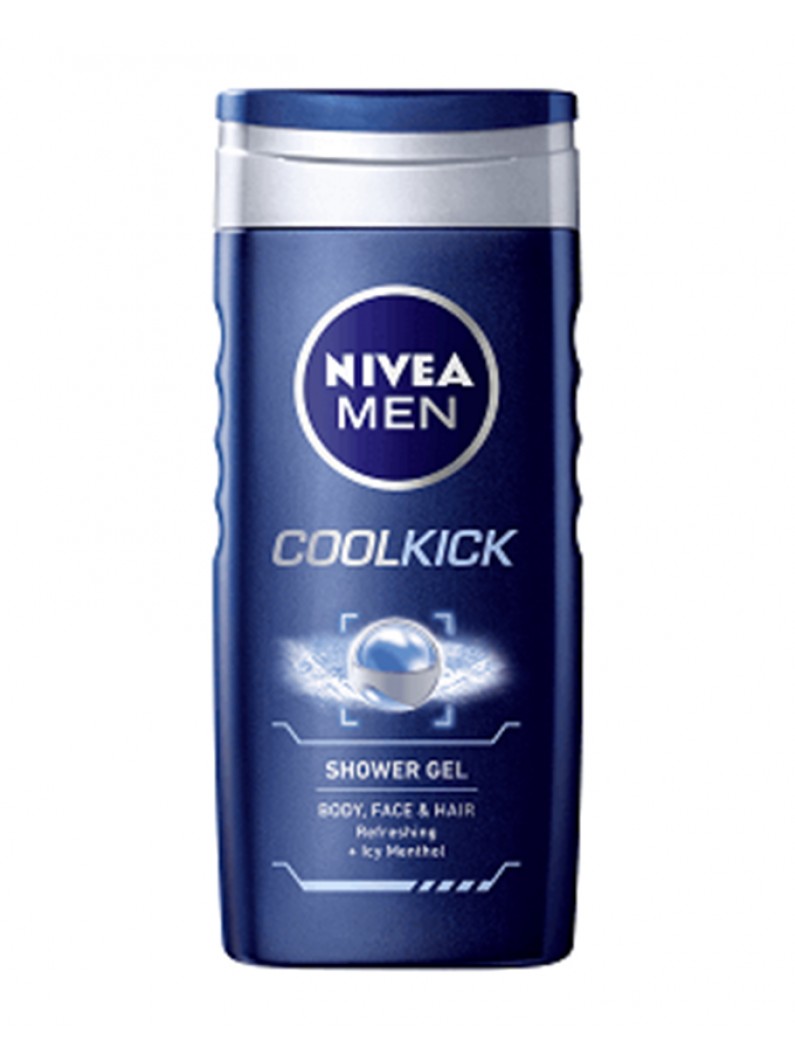 NIVEA
MEN
COOLKICK
SHOWER GEL
BODY, FACE & HAIR
Refreshing
+ Icy Menthol